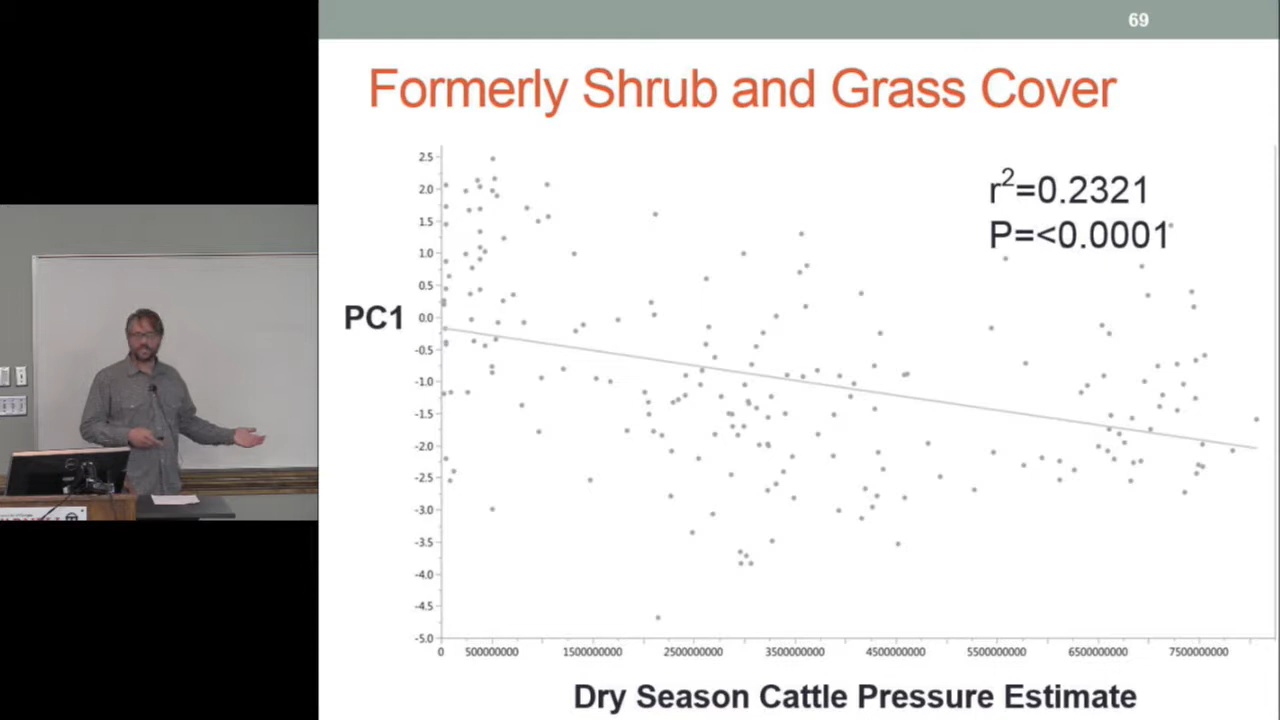 69
Formerly Shrub and Grass Cover
r²=0.2321
P=<0.0001
PC1
2.5
2.0
1.5
1.0
0.5
0.0
-0.5
-1.0
-1.5
-2.0
-2.5
-3.0
-3.5
-4.0
-4.5
-5.0
0 500000000 1500000000 2500000000 3500000000 4500000000 5500000000 6500000000 7500000000
Dry Season Cattle Pressure Estimate